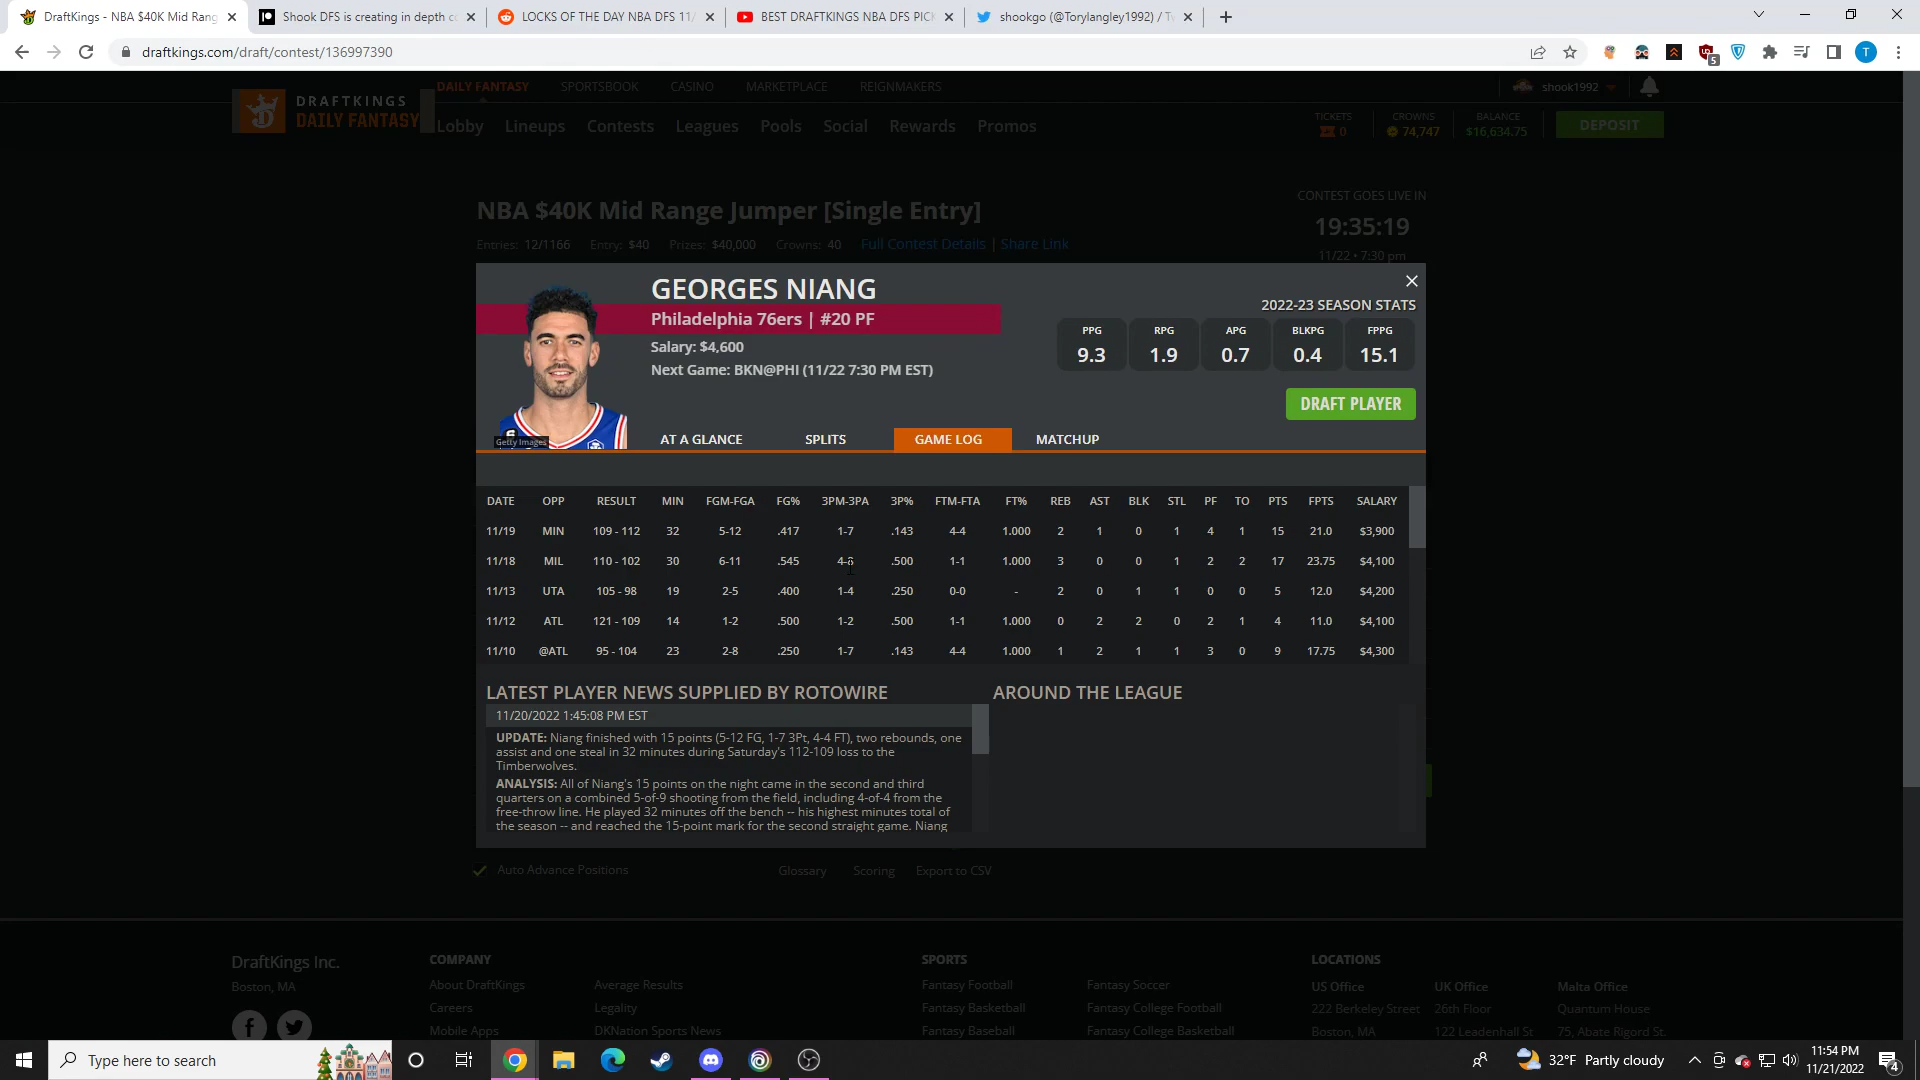 DraftKings - NBA $40K Mid Rang
Shook DFS is creating in depth co
LOCKS OF THE DAY NBA DFS 11/
BEST DRAFTKINGS NBA DFS PICK
shookgo (@Torylangley1992) / Tw
draftkings.com/draft/contest/136997390
T
5
DRAFTKINGS
DAILY FANTASY
DAILY FANTASY SPORTSBOOK CASINO MARKETPLACE REIGNMAKERS
shook1992
Lobby Lineups Contests Leagues Pools Social Rewards Promos
TICKETS 0
CROWNS 74,747
BALANCE $16,634.75
DEPOSIT
NBA $40K Mid Range Jumper [Single Entry]
Entries: 12/1166 Entry: $40 Prizes: $40,000 Crowns: 40 Full Contest Details | Share Link
CONTEST GOES LIVE IN
19:35:19
11/22 • 7:30 pm
GEORGES NIANG
Philadelphia 76ers | #20 PF
Salary: $4,600
Next Game: BKN@PHI (11/22 7:30 PM EST)
Getty Images
2022-23 SEASON STATS
PPG RPG APG BLKPG FPPG
9.3 1.9 0.7 0.4 15.1
DRAFT PLAYER
AT A GLANCE SPLITS GAME LOG MATCHUP
DATE OPP RESULT MIN FGM-FGA FG% 3PM-3PA 3P% FTM-FTA FT% REB AST BLK STL PF TO PTS FPTS SALARY
11/19 MIN 109 - 112 32 5-12 .417 1-7 .143 4-4 1.000 2 1 0 1 4 1 15 21.0 $3,900
11/18 MIL 110 - 102 30 6-11 .545 4-8 .500 1-1 1.000 3 0 0 1 2 2 17 23.75 $4,100
11/13 UTA 105 - 98 19 2-5 .400 1-4 .250 0-0 - 2 0 1 1 0 0 5 12.0 $4,200
11/12 ATL 121 - 109 14 1-2 .500 1-2 .500 1-1 1.000 0 2 2 0 2 1 4 11.0 $4,100
11/10 @ATL 95 - 104 23 2-8 .250 1-7 .143 4-4 1.000 1 2 1 1 3 0 9 17.75 $4,300
LATEST PLAYER NEWS SUPPLIED BY ROTOWIRE
AROUND THE LEAGUE
11/20/2022 1:45:08 PM EST
UPDATE: Niang finished with 15 points (5-12 FG, 1-7 3Pt, 4-4 FT), two rebounds, one
assist and one steal in 32 minutes during Saturday's 112-109 loss to the
Timberwolves.
ANALYSIS: All of Niang's 15 points on the night came in the second and third
quarters on a combined 5-of-9 shooting from the field, including 4-of-4 from the
free-throw line. He played 32 minutes off the bench -- his highest minutes total of
the season -- and reached the 15-point mark for the second straight game. Niang
Auto Advance Positions
Glossary Scoring Export to CSV
DraftKings Inc.
Boston, MA
COMPANY
About DraftKings
Careers
Mobile Apps
Average Results
Legality
DKNation Sports News
SPORTS
Fantasy Football
Fantasy Basketball
Fantasy Baseball
Fantasy Soccer
Fantasy College Football
Fantasy College Basketball
LOCATIONS
US Office
222 Berkeley Street
Boston, MA
UK Office
26th Floor
122 Leadenhall St
Malta Office
Quantum House
75, Abate Rigord St.
Type here to search
32°F Partly cloudy
11:54 PM
11/21/2022
4